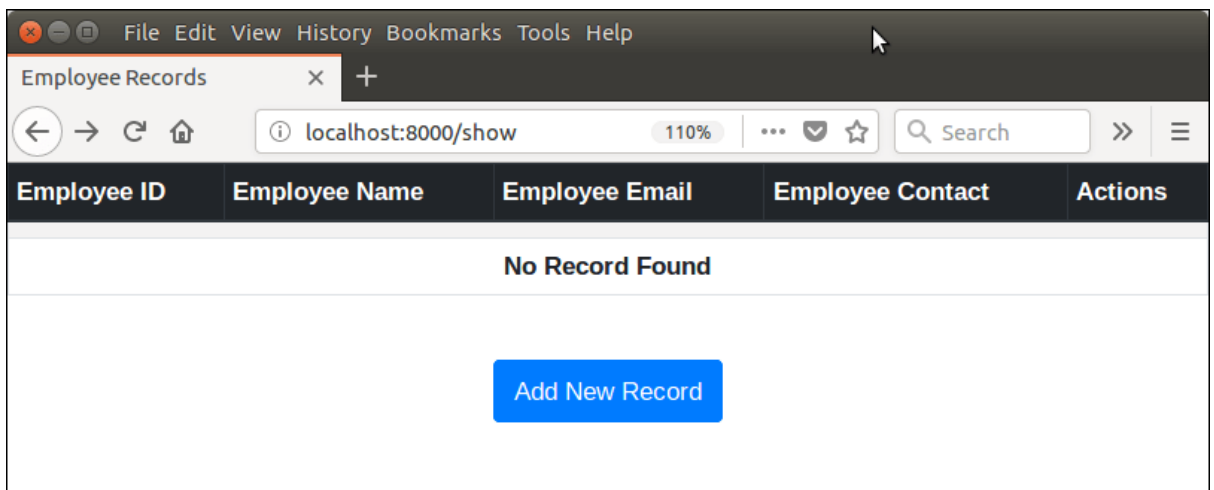 File Edit View History Bookmarks Tools Help
Employee Records
localhost:8000/show 110% Search
Employee ID Employee Name Employee Email Employee Contact Actions
No Record Found
Add New Record